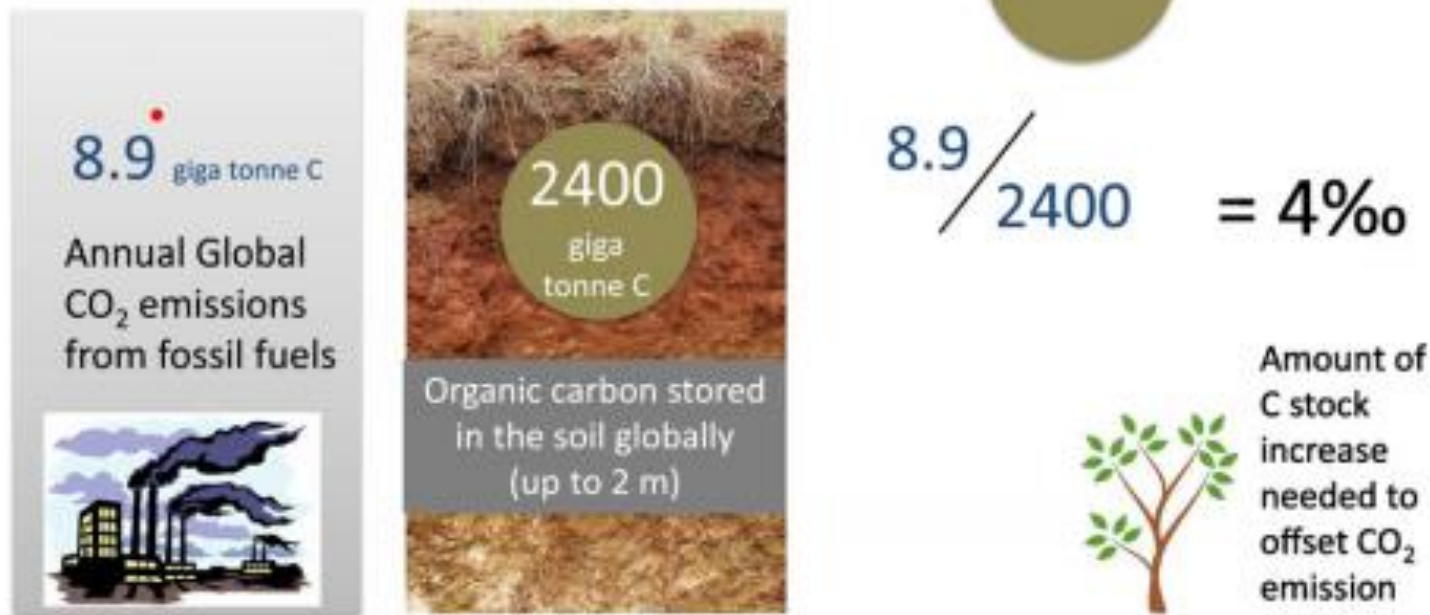 8.9 giga tonne C
Annual Global
CO₂ emissions
from fossil fuels
2400
giga
tonne C
Organic carbon stored
in the soil globally
(up to 2 m)
8.9/2400 = 4‰
Amount of
C stock
increase
needed to
offset CO₂
emission